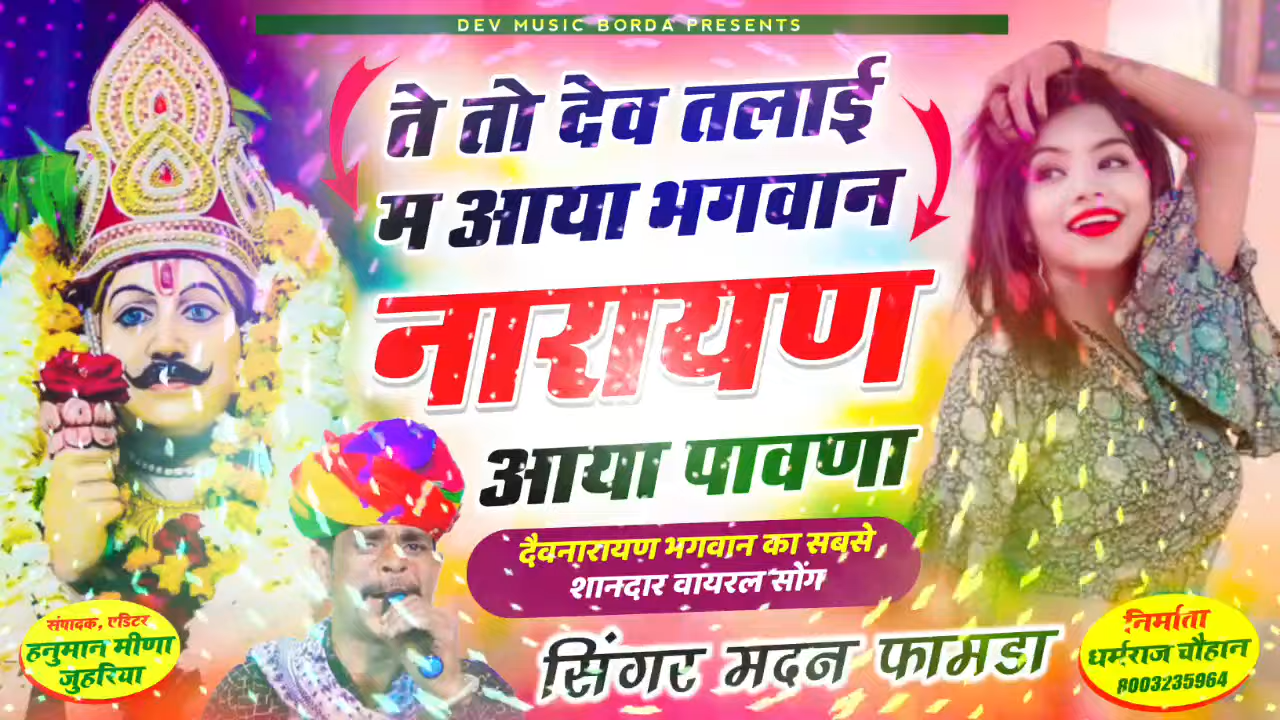 DEV MUSIC BORDA PRESENTS
ते तो देव तलाई
म आया भगवान
नारायण
आया पावणा
दैवनारायण भगवान का सबसे
शानदार वायरल सोंग
सिंगर मदन फामडा
संपादक, एडिटर
हनुमान मीणा
जुहरिया
निर्माता
धर्मराज चौहान
8003235964